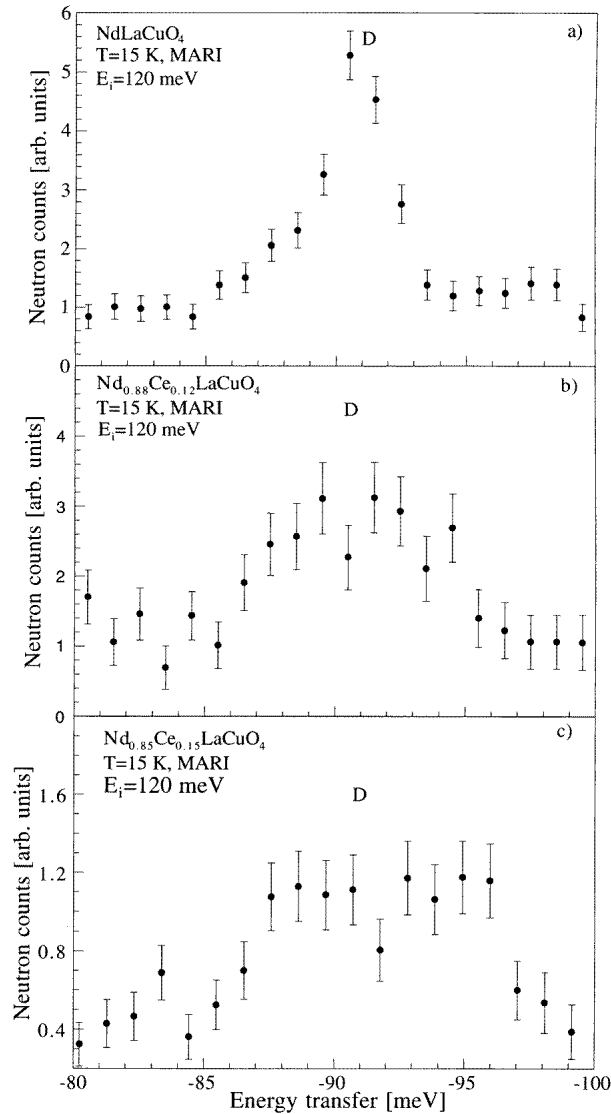 NdLaCuO₄
T=15 K, MARI
Eᵢ=120 meV
D
a)
6
5
4
3
2
1
0
Neutron counts [arb. units]
Nd₀.₈₈Ce₀.₁₂LaCuO₄
T=15 K, MARI
Eᵢ=120 meV
D
b)
4
3
2
1
0
Neutron counts [arb. units]
Nd₀.₈₅Ce₀.₁₅LaCuO₄
T=15 K, MARI
Eᵢ=120 meV
D
c)
1.6
1.2
0.8
0.4
Neutron counts [arb. units]
-80
-85
-90
-95
-100
Energy transfer [meV]